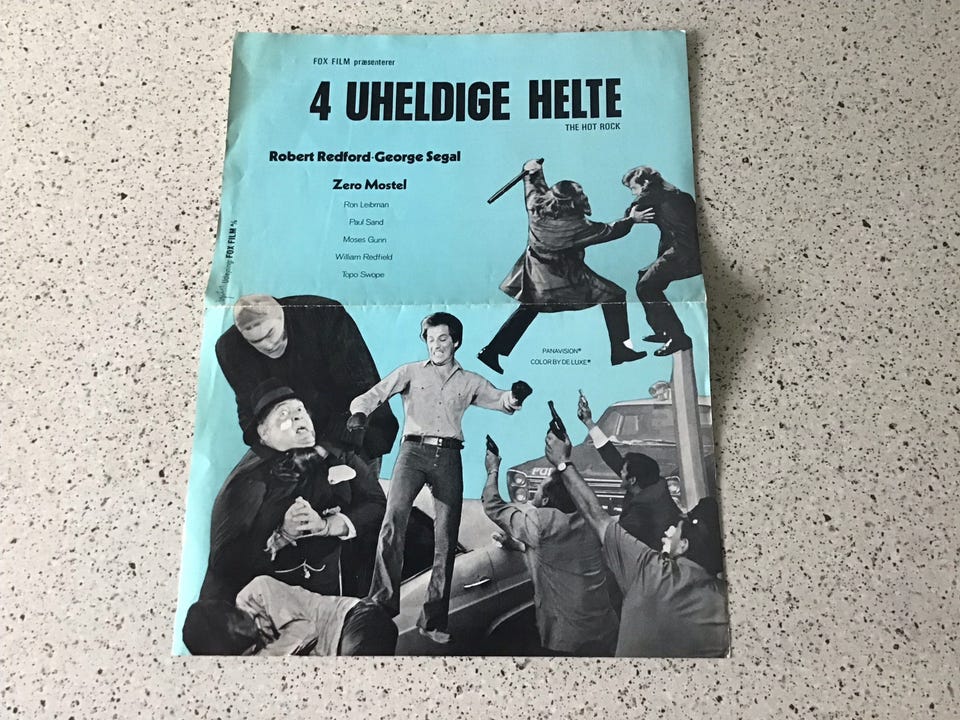 FOX FILM præsenterer
4 UHELDIGE HELTE
THE HOT ROCK
Robert Redford·George Segal
Zero Mostel
Ron Leibman
Paul Sand
Moses Gunn
William Redfield
Topo Swope
FOX FILM A/S
PANAVISION®
COLOR BY DE LUXE®